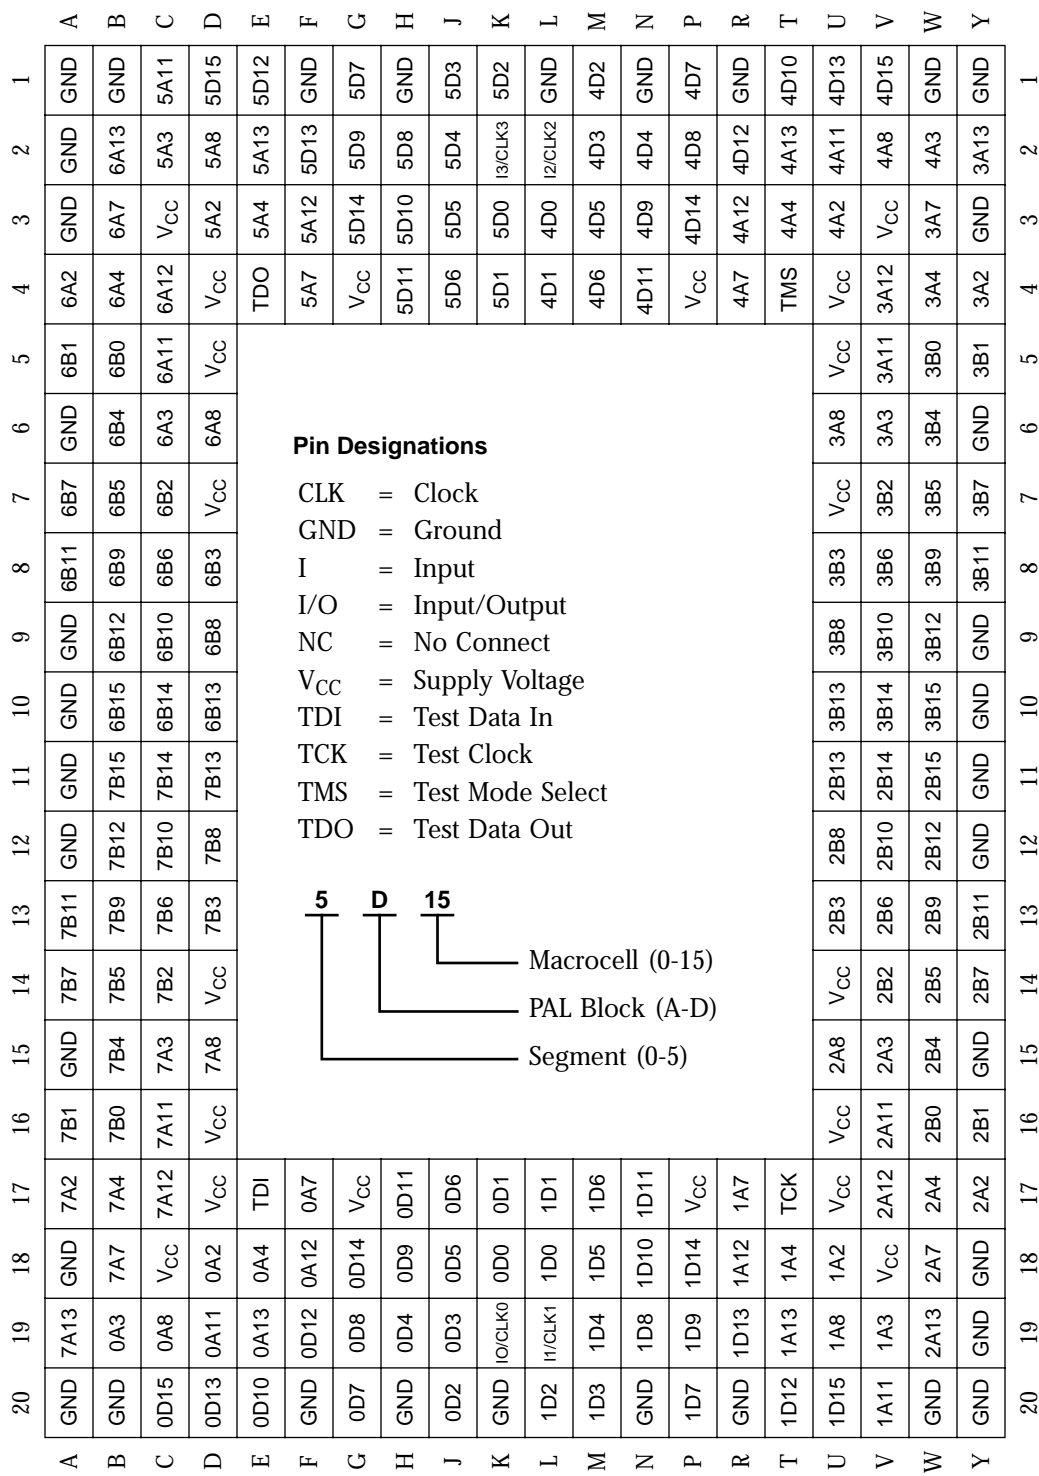 A B C D E F G H J K L M N P R T U V W Y
1 GND GND 5A11 5D15 5D12 GND 5D7 GND 5D3 5D2 GND 4D2 GND 4D7 GND 4D10 4D13 4D15 GND GND 1
2 GND 6A13 5A3 5A8 5A13 5D13 5D9 5D8 5D4 I3/CLK3 I2/CLK2 4D3 4D4 4D8 4D12 4A13 4A11 4A8 4A3 3A13 2
3 GND 6A7 VCC 5A2 5A4 5A12 5D14 5D10 5D5 5D0 4D0 4D5 4D9 4D14 4A12 4A4 4A2 VCC 3A7 GND 3
4 6A2 6A4 6A12 VCC TDO 5A7 VCC 5D11 5D6 5D1 4D1 4D6 4D11 VCC 4A7 TMS VCC 3A12 3A4 3A2 4
5 6B1 6B0 6A11 VCC VCC 3A11 3B0 3B1 5
6 GND 6B4 6A3 6A8 3A8 3A3 3B4 GND 6
7 6B7 6B5 6B2 VCC VCC 3B2 3B5 3B7 7
8 6B11 6B9 6B6 6B3 3B3 3B6 3B9 3B11 8
9 GND 6B12 6B10 6B8 3B8 3B10 3B12 GND 9
10 GND 6B15 6B14 6B13 3B13 3B14 3B15 GND 10
11 GND 7B15 7B14 7B13 2B13 2B14 2B15 GND 11
12 GND 7B12 7B10 7B8 2B8 2B10 2B12 GND 12
13 7B11 7B9 7B6 7B3 2B3 2B6 2B9 2B11 13
14 7B7 7B5 7B2 VCC VCC 2B2 2B5 2B7 14
15 GND 7B4 7A3 7A8 2A8 2A3 2B4 GND 15
16 7B1 7B0 7A11 VCC VCC 2A11 2B0 2B1 16
Pin Designations
CLK = Clock
GND = Ground
I = Input
I/O = Input/Output
NC = No Connect
VCC = Supply Voltage
TDI = Test Data In
TCK = Test Clock
TMS = Test Mode Select
TDO = Test Data Out
5 D 15
Macrocell (0-15)
PAL Block (A-D)
Segment (0-5)
17 7A2 7A4 7A12 VCC TDI 0A7 VCC 0D11 0D6 0D1 1D1 1D6 1D11 VCC 1A7 TCK VCC 2A12 2A4 2A2 17
18 GND 7A7 VCC 0A2 0A4 0A12 0D14 0D9 0D5 0D0 1D0 1D5 1D10 1D14 1A12 1A4 1A2 VCC 2A7 GND 18
19 7A13 0A3 0A8 0A11 0A13 0D12 0D8 0D4 0D3 IO/CLK0 I1/CLK1 1D4 1D8 1D9 1D13 1A13 1A8 1A3 2A13 GND 19
20 GND GND 0D15 0D13 0D10 GND 0D7 GND 0D2 GND 1D2 1D3 GND 1D7 GND 1D12 1D15 1A11 GND GND 20
A B C D E F G H J K L M N P R T U V W Y